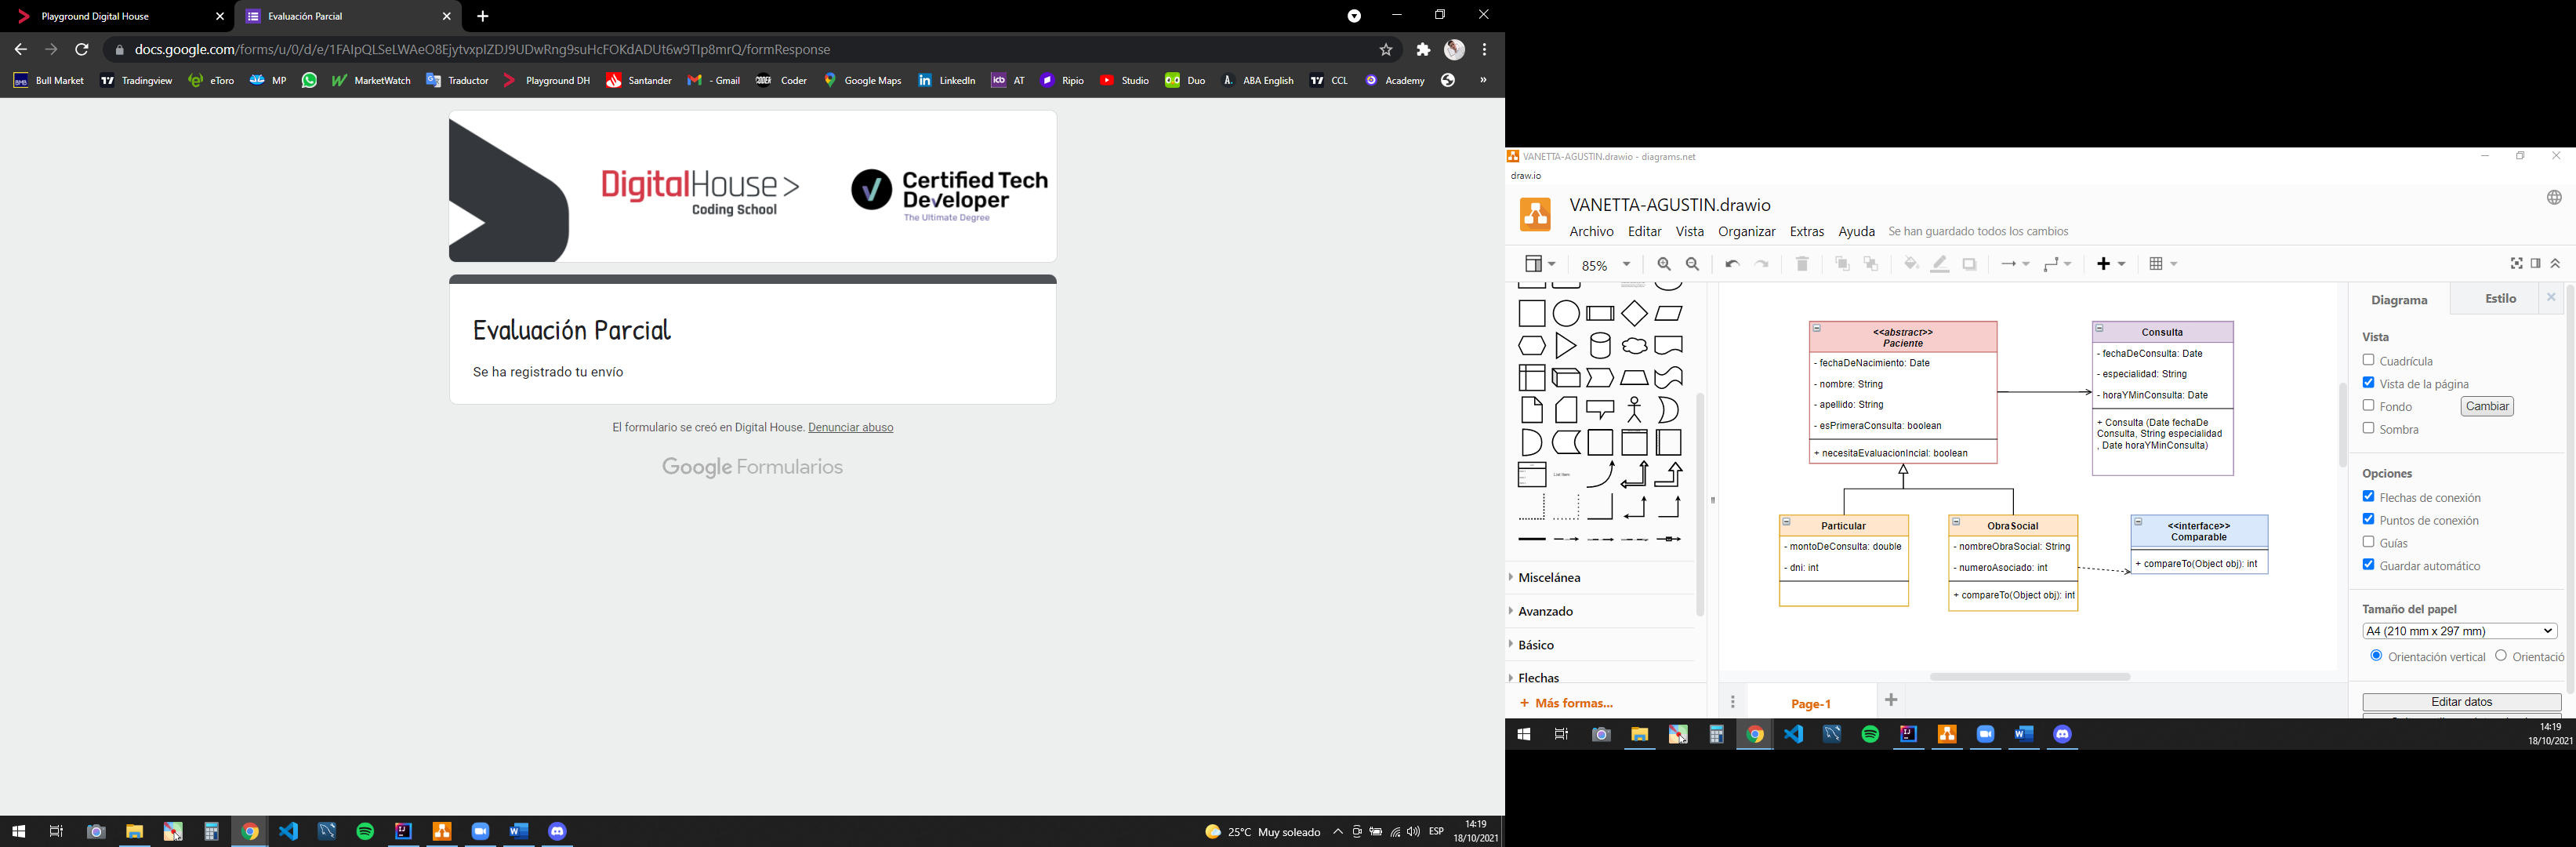 Playground Digital House
Evaluación Parcial
docs.google.com/forms/u/0/d/e/1FAIpQLSeLWAeO8EjytvxpIZDJ9UDwRng9suHcFOKdADUt6w9TIp8mrQ/formResponse
Bull Market
Tradingview
eToro
MP
MarketWatch
Traductor
Playground DH
Santander
- Gmail
Coder
Google Maps
LinkedIn
AT
Ripio
Studio
Duo
ABA English
CCL
Academy
»
DigitalHouse>
Coding School
Certified Tech
Developer
The Ultimate Degree
Evaluación Parcial
Se ha registrado tu envío
El formulario se creó en Digital House. Denunciar abuso
Google Formularios
25°C Muy soleado
ESP
14:19
18/10/2021
VANETTA-AGUSTIN.drawio - diagrams.net
draw.io
VANETTA-AGUSTIN.drawio
Archivo Editar Vista Organizar Extras Ayuda Se han guardado todos los cambios
85%
Miscelánea
Avanzado
Básico
Flechas
+ Más formas...
<<abstract>>
Paciente
- fechaDeNacimiento: Date
- nombre: String
- apellido: String
- esPrimeraConsulta: boolean
+ necesitaEvaluacionIncial: boolean
Consulta
- fechaDeConsulta: Date
- especialidad: String
- horaYMinConsulta: Date
+ Consulta (Date fechaDe
Consulta, String especialidad
, Date horaYMinConsulta)
Particular
- montoDeConsulta: double
- dni: int
ObraSocial
- nombreObraSocial: String
- numeroAsociado: int
+ compareTo(Object obj): int
<<interface>>
Comparable
+ compareTo(Object obj): int
Page-1
Diagrama
Estilo
Vista
Cuadrícula
Vista de la página
Fondo
Cambiar
Sombra
Opciones
Flechas de conexión
Puntos de conexión
Guías
Guardar automático
Tamaño del papel
A4 (210 mm x 297 mm)
Orientación vertical
Orientació
Editar datos
14:19
18/10/2021